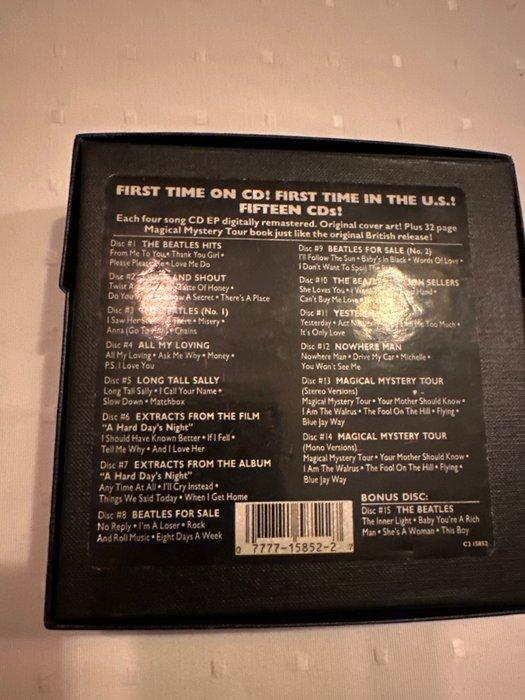 FIRST TIME ON CD! FIRST TIME IN THE U.S.!
FIFTEEN CDs!
Each four song CD EP digitally remastered. Original cover art! Plus 32 page
Magical Mystery Tour book just like the original British release!
Disc #1 THE BEATLES HITS
From Me To You • Thank You Girl •
Please Please Me • Love Me Do
Disc #2 AND SHOUT
Twist A Taste Of Money •
Do You W Know A Secret • There's A Place
Disc #3 THE BEATLES (No. 1)
I Saw Her Standing There • Misery •
Anna (Go To • Chains
Disc #4 ALL MY LOVING
All My Loving • Ask Me Why • Money •
P.S. I Love You
Disc #5 LONG TALL SALLY
Long Tall Sally • I Call Your Name •
Slow Down • Matchbox
Disc #6 EXTRACTS FROM THE FILM
"A Hard Day's Night"
I Should Have Known Better • If I Fell •
Tell Me Why • And I Love Her
Disc #7 EXTRACTS FROM THE ALBUM
"A Hard Day's Night"
Any Time At All • I'll Cry Instead •
Things We Said Today • When I Get Home
Disc #8 BEATLES FOR SALE
No Reply • I'm A Loser • Rock
And Roll Music • Eight Days A Week
Disc #9 BEATLES FOR SALE (No. 2)
I'll Follow The Sun • Baby's In Black • Words Of Love •
I Don't Want To Spoil The
Disc #10 THE BEATLES' MILLION SELLERS
She Loves You • I Want Hand •
Can't Buy Me Love
Disc #11 YESTERDAY
Yesterday • Act Me Too Much •
It's Only Love
Disc #12 NOWHERE MAN
Nowhere Man • Drive My Car • Michelle •
You Won't See Me
Disc #13 MAGICAL MYSTERY TOUR
(Stereo Versions)
Magical Mystery Tour • Your Mother Should Know •
I Am The Walrus • The Fool On The Hill • Flying •
Blue Jay Way
Disc #14 MAGICAL MYSTERY TOUR
(Mono Versions)
Magical Mystery Tour • Your Mother Should Know •
I Am The Walrus • The Fool On The Hill • Flying •
Blue Jay Way
BONUS DISC:
Disc #15 THE BEATLES
The Inner Light • Baby You're A Rich
Man • She's A Woman • This Boy
0 7777-15852-2 7
C2 15852